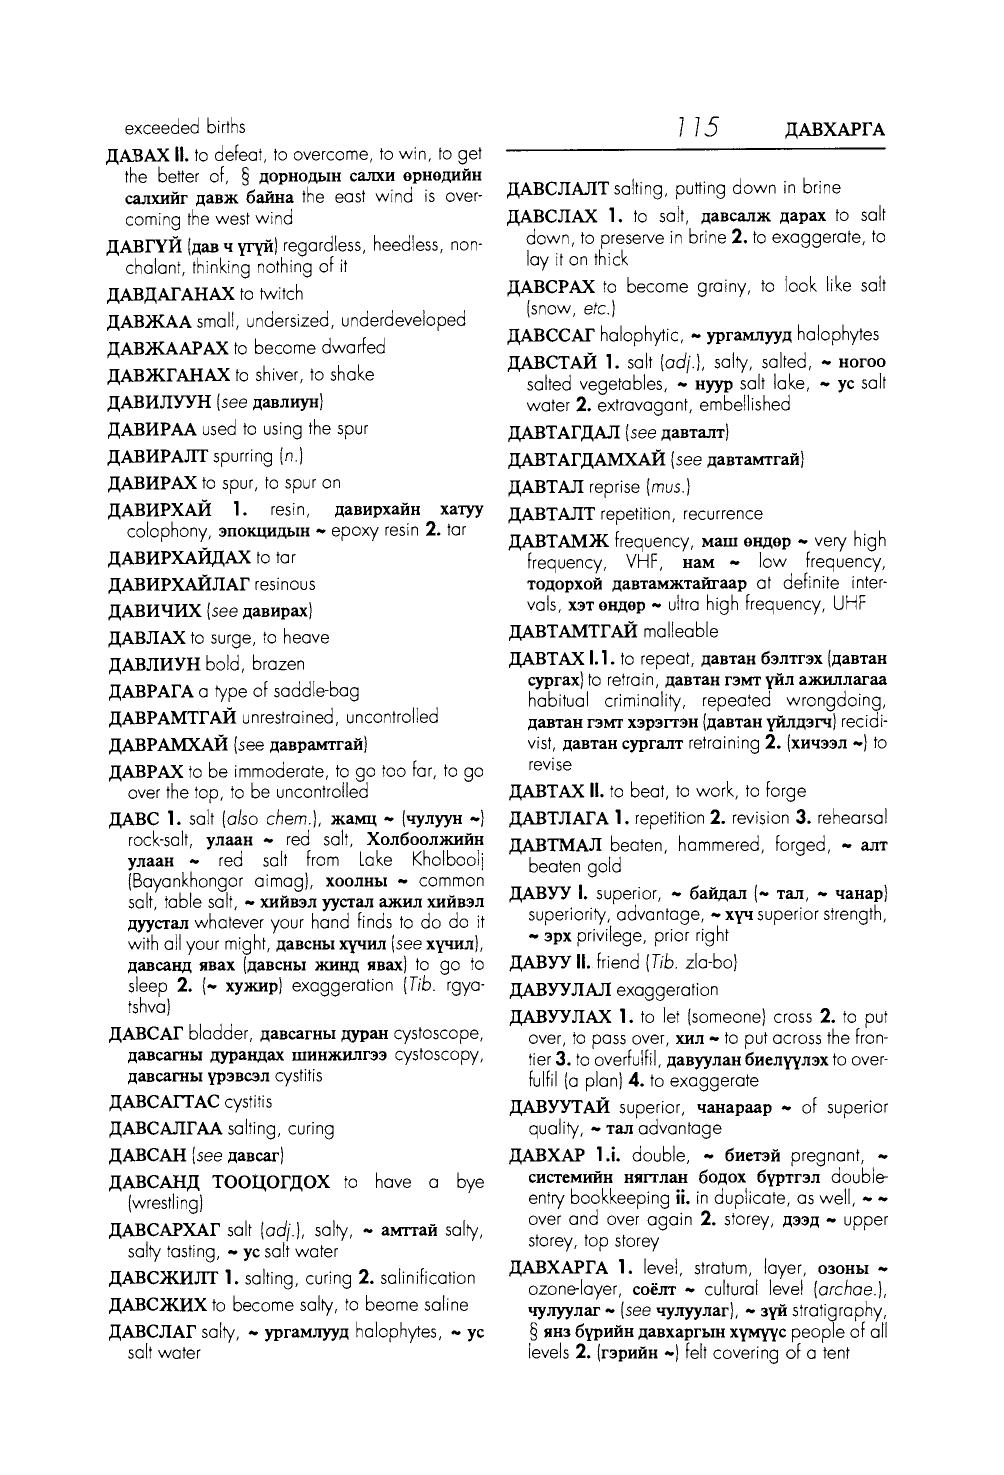 exceeded births
ДАВАХ II. to defeat, to overcome, to win, to get
the better of, § дорнодын салхи өрнөдийн
салхийг давж байна the east wind is over-
coming the west wind
ДАВГҮЙ (дав ч үгүй) regardless, heedless, non-
chalant, thinking nothing of it
ДАВДАГАНАХ to twitch
ДАВЖАА small, undersized, underdeveloped
ДАВЖААРАХ to become dwarfed
ДАВЖГАНАХ to shiver, to shake
ДАВИЛУУН (see давлиун)
ДАВИРАА used to using the spur
ДАВИРАЛТ spurring (n.)
ДАВИРАХ to spur, to spur on
ДАВИРХАЙ 1. resin, давирхайн хатуу
colophony, эпокцидын ~ epoxy resin 2. tar
ДАВИРХАЙДАХ to tar
ДАВИРХАЙЛАГ resinous
ДАВИЧИХ (see давирах)
ДАВЛАХ to surge, to heave
ДАВЛИУН bold, brazen
ДАВРАГА a type of saddle-bag
ДАВРАМТГАЙ unrestrained, uncontrolled
ДАВРАМХАЙ (see даврамтгай)
ДАВРАХ to be immoderate, to go too far, to go
over the top, to be uncontrolled
ДАВС 1. salt (also chem.), жамц ~ (чулуун ~)
rock-salt, улаан ~ red salt, Холбоолжийн
улаан ~ red salt from Lake Kholboolj
(Bayankhongor aimag), хоолны ~ common
salt, table salt, ~ хийвэл уустал ажил хийвэл
дуустал whatever your hand finds to do do it
with all your might, давсны хүчил (see хүчил),
давсанд явах (давсны жинд явах) to go to
sleep 2. (~ хужир) exaggeration (Tib. rgya-
tshva)
ДАВСАГ bladder, давсагны дуран cystoscope,
давсагны дурандах шинжилгээ cystoscopy,
давсагны үрэвсэл cystitis
ДАВСАГТАС cystitis
ДАВСАЛГАА salting, curing
ДАВСАН (see давсаг)
ДАВСАНД ТООЦОГДОХ to have a bye
(wrestling)
ДАВСАРХАГ salt (adj.), salty, ~ амттай salty,
salty tasting, ~ ус salt water
ДАВСЖИЛТ 1. salting, curing 2. salinification
ДАВСЖИХ to become salty, to beome saline
ДАВСЛАГ salty, ~ ургамлууд halophytes, ~ ус
salt water
115 ДАВХАРГА
ДАВСЛАЛТ salting, putting down in brine
ДАВСЛАХ 1. to salt, давсалж дарах to salt
down, to preserve in brine 2. to exaggerate, to
lay it on thick
ДАВСРАХ to become grainy, to look like salt
(snow, etc.)
ДАВССАГ halophytic, ~ ургамлууд halophytes
ДАВСТАЙ 1. salt (adj.), salty, salted, ~ ногоо
salted vegetables, ~ нуур salt lake, ~ ус salt
water 2. extravagant, embellished
ДАВТАГДАЛ (see давталт)
ДАВТАГДАМХАЙ (see давтамтгай)
ДАВТАЛ reprise (mus.)
ДАВТАЛТ repetition, recurrence
ДАВТАМЖ frequency, маш өндөр ~ very high
frequency, VHF, нам ~ low frequency,
тодорхой давтамжтайгаар at definite inter-
vals, хэт өндөр ~ ultra high frequency, UHF
ДАВТАМТГАЙ malleable
ДАВТАХ I.1. to repeat, давтан бэлтгэх (давтан
сургах) to retrain, давтан гэмт үйл ажиллагаа
habitual criminality, repeated wrongdoing,
давтан гэмт хэрэгтэн (давтан үйлдэгч) recidi-
vist, давтан сургалт retraining 2. (хичээл ~) to
revise
ДАВТАХ II. to beat, to work, to forge
ДАВТЛАГА 1. repetition 2. revision 3. rehearsal
ДАВТМАЛ beaten, hammered, forged, ~ алт
beaten gold
ДАВУУ I. superior, ~ байдал (~ тал, ~ чанар)
superiority, advantage, ~ хүч superior strength,
~ эрх privilege, prior right
ДАВУУ II. friend (Tib. zla-bo)
ДАВУУЛАЛ exaggeration
ДАВУУЛАХ 1. to let (someone) cross 2. to put
over, to pass over, хил ~ to put across the fron-
tier 3. to overfulfil, давуулан биелүүлэх to over-
fulfil (a plan) 4. to exaggerate
ДАВУУТАЙ superior, чанараар ~ of superior
quality, ~ тал advantage
ДАВХАР 1.i. double, ~ биетэй pregnant, ~
системийн нягтлан бодох бүртгэл double-
entry bookkeeping ii. in duplicate, as well, ~ ~
over and over again 2. storey, дээд ~ upper
storey, top storey
ДАВХАРГА 1. level, stratum, layer, озоны ~
ozone-layer, соёлт ~ cultural level (archae.),
чулуулаг ~ (see чулуулаг), ~ зүй stratigraphy,
§ янз бүрийн давхаргын хүмүүс people of all
levels 2. (гэрийн ~) felt covering of a tent